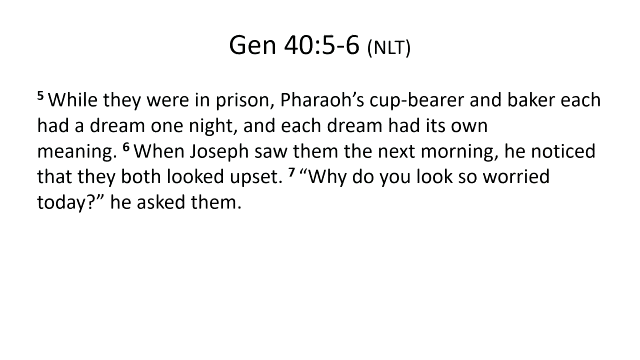 Gen 40:5-6 (NLT)
5 While they were in prison, Pharaoh’s cup-bearer and baker each
had a dream one night, and each dream had its own
meaning. 6 When Joseph saw them the next morning, he noticed
that they both looked upset. 7 “Why do you look so worried
today?” he asked them.